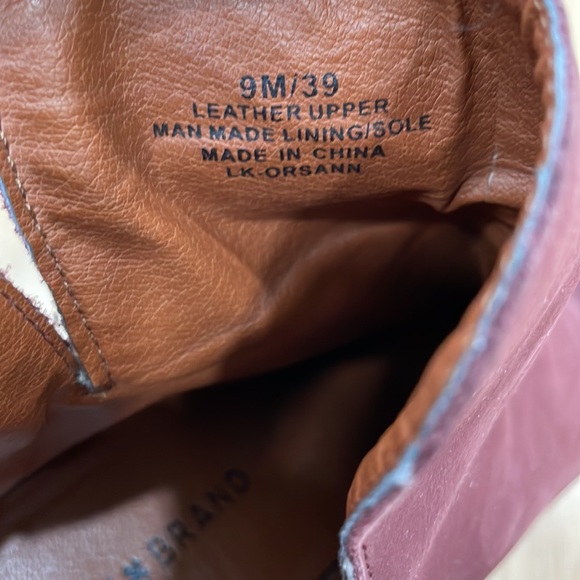 9M/39
LEATHER UPPER
MAN MADE LINING/SOLE
MADE IN CHINA
LK-ORSANN
BRAND